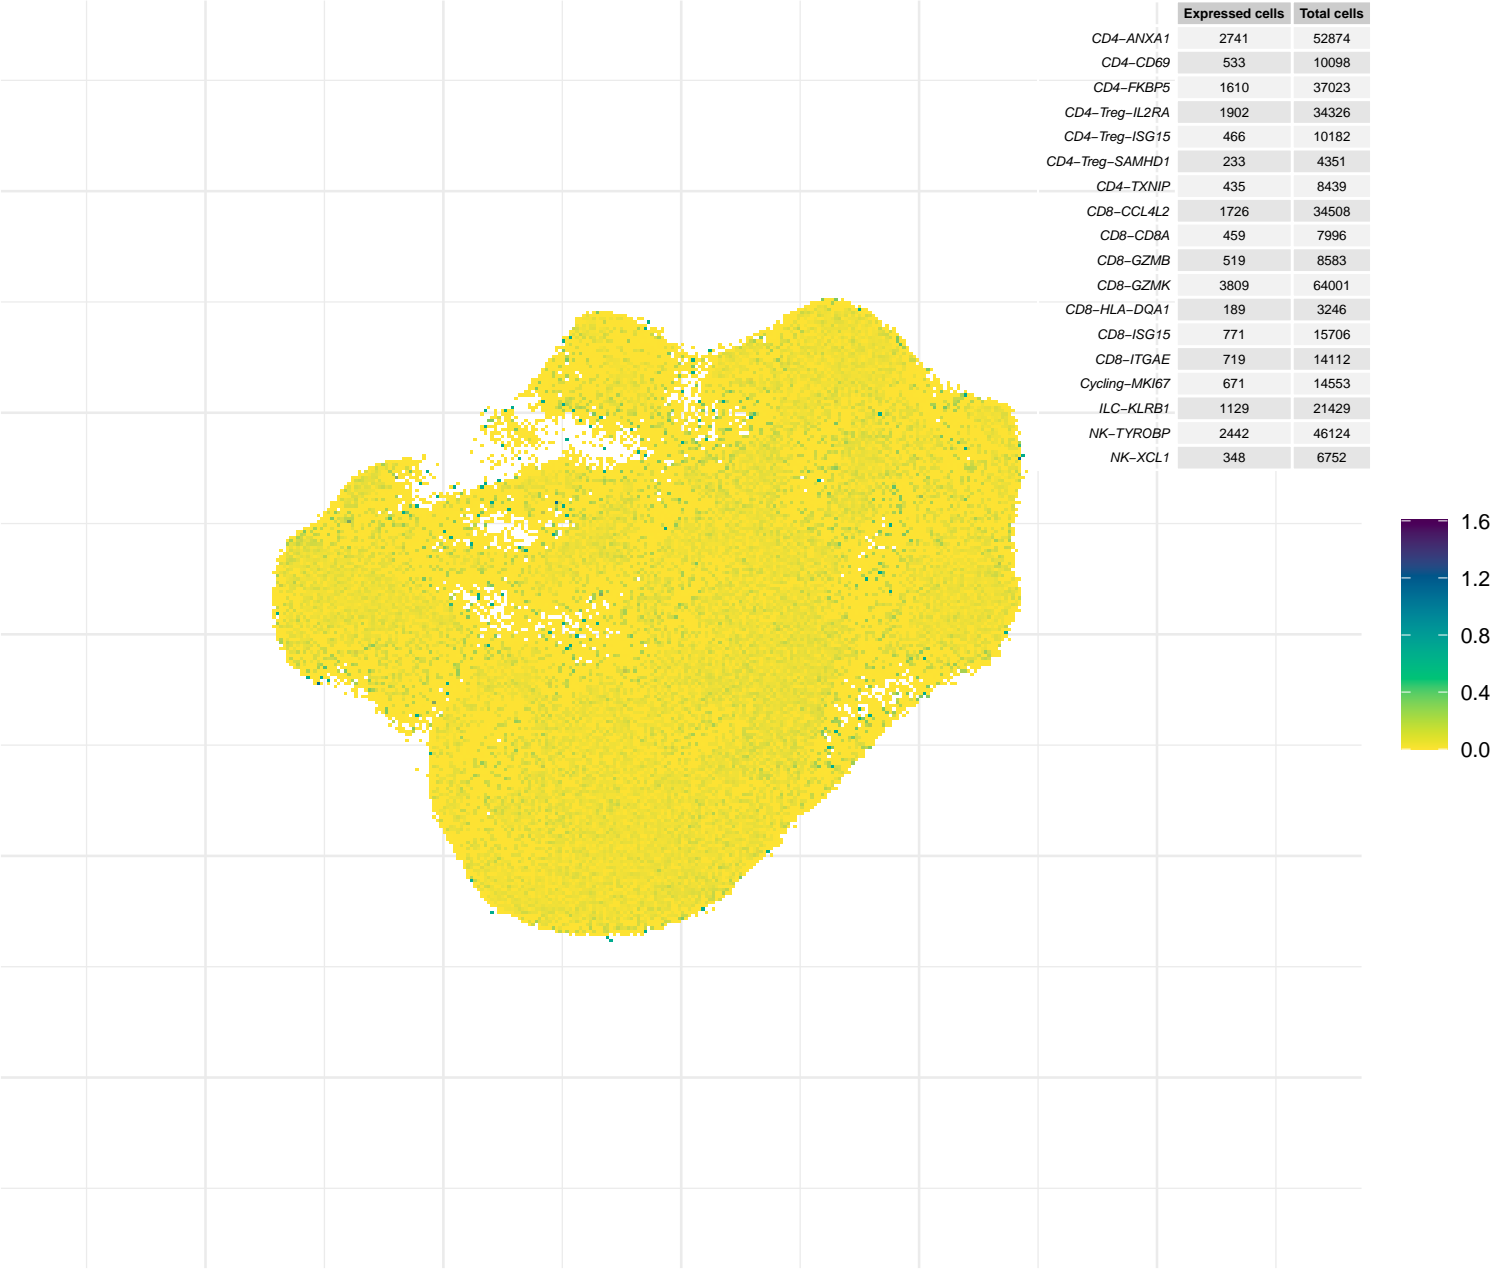 Expressed cells Total cells
CD4−ANXA1 2741 52874
CD4−CD69 533 10098
CD4−FKBP5 1610 37023
CD4−Treg−IL2RA 1902 34326
CD4−Treg−ISG15 466 10182
CD4−Treg−SAMHD1 233 4351
CD4−TXNIP 435 8439
CD8−CCL4L2 1726 34508
CD8−CD8A 459 7996
CD8−GZMB 519 8583
CD8−GZMK 3809 64001
CD8−HLA−DQA1 189 3246
CD8−ISG15 771 15706
CD8−ITGAE 719 14112
Cycling−MKI67 671 14553
ILC−KLRB1 1129 21429
NK−TYROBP 2442 46124
NK−XCL1 348 6752
1.6
1.2
0.8
0.4
0.0